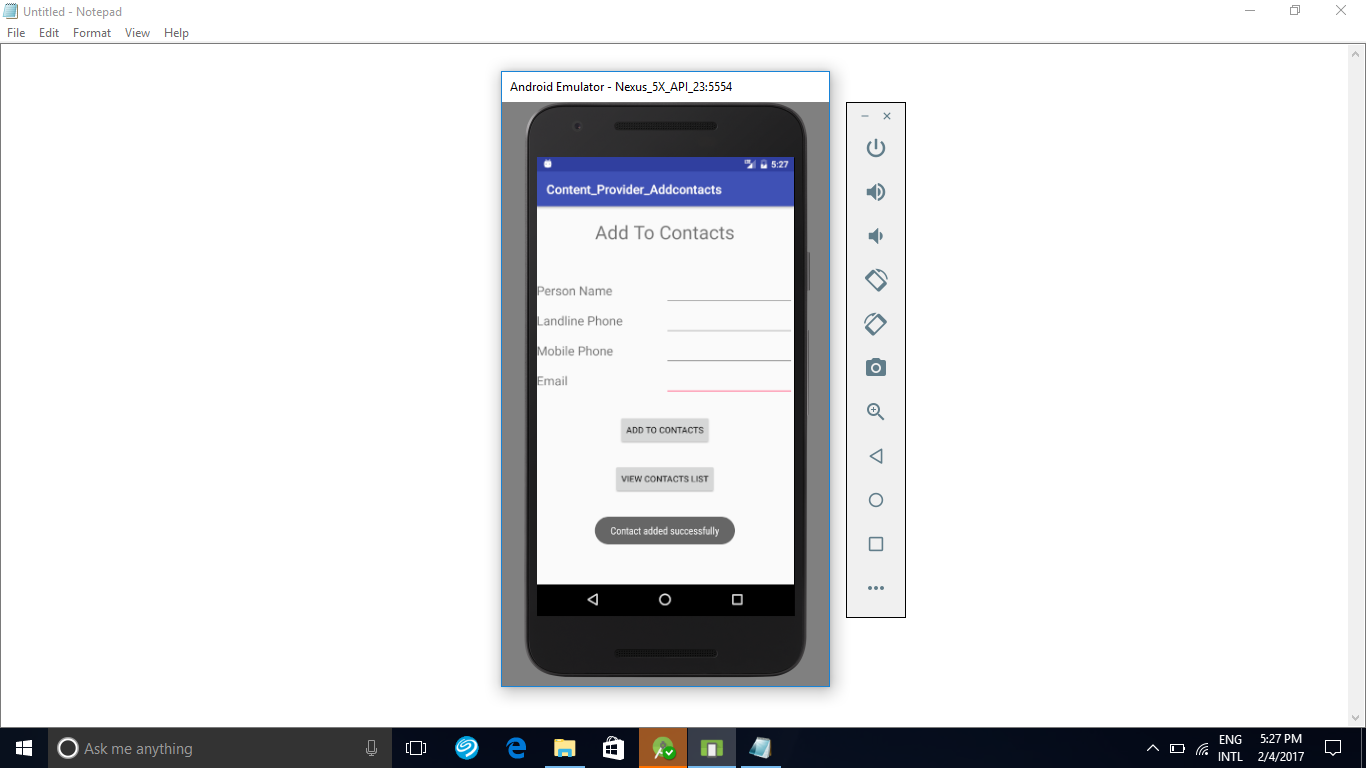 Untitled - Notepad
File Edit Format View Help
Android Emulator - Nexus_5X_API_23:5554
5:27
Content_Provider_Addcontacts
Add To Contacts
Person Name
Landline Phone
Mobile Phone
Email
ADD TO CONTACTS
VIEW CONTACTS LIST
Contact added successfully
Ask me anything
ENG
INTL
5:27 PM
2/4/2017